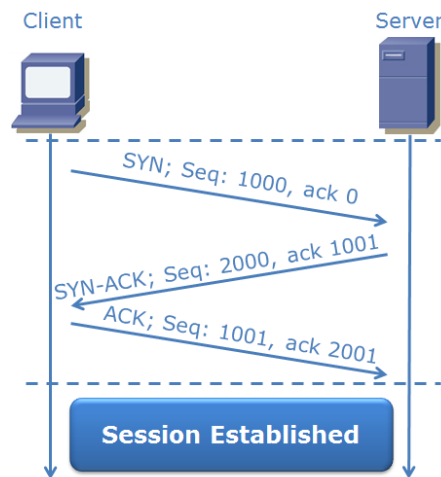 Client
Server
SYN; Seq: 1000, ack 0
SYN-ACK; Seq: 2000, ack 1001
ACK; Seq: 1001, ack 2001
Session Established